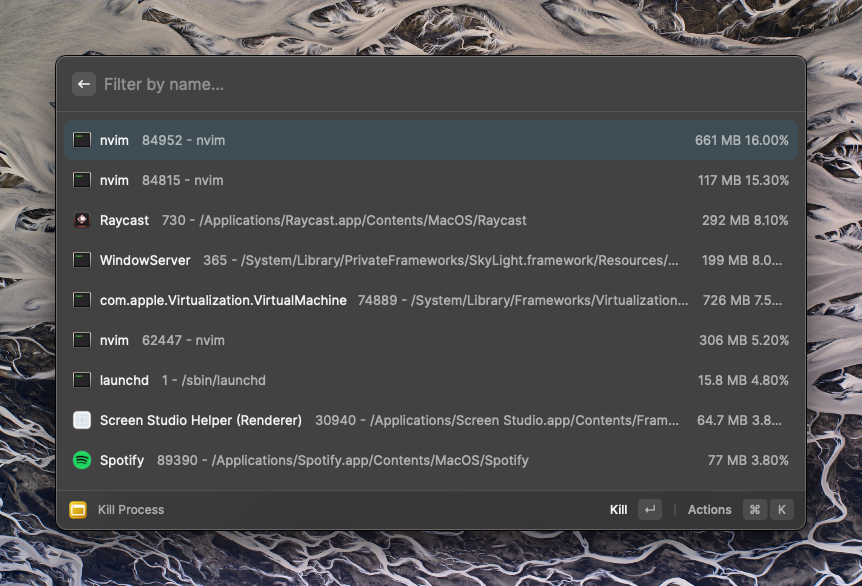 Filter by name...
nvim 84952 - nvim 661 MB 16.00%
nvim 84815 - nvim 117 MB 15.30%
Raycast 730 - /Applications/Raycast.app/Contents/MacOS/Raycast 292 MB 8.10%
WindowServer 365 - /System/Library/PrivateFrameworks/SkyLight.framework/Resources/... 199 MB 8.0...
com.apple.Virtualization.VirtualMachine 74889 - /System/Library/Frameworks/Virtualization... 726 MB 7.5...
nvim 62447 - nvim 306 MB 5.20%
launchd 1 - /sbin/launchd 15.8 MB 4.80%
Screen Studio Helper (Renderer) 30940 - /Applications/Screen Studio.app/Contents/Fram... 64.7 MB 3.8...
Spotify 89390 - /Applications/Spotify.app/Contents/MacOS/Spotify 77 MB 3.80%
Kill Process Kill ↵ | Actions ⌘ K